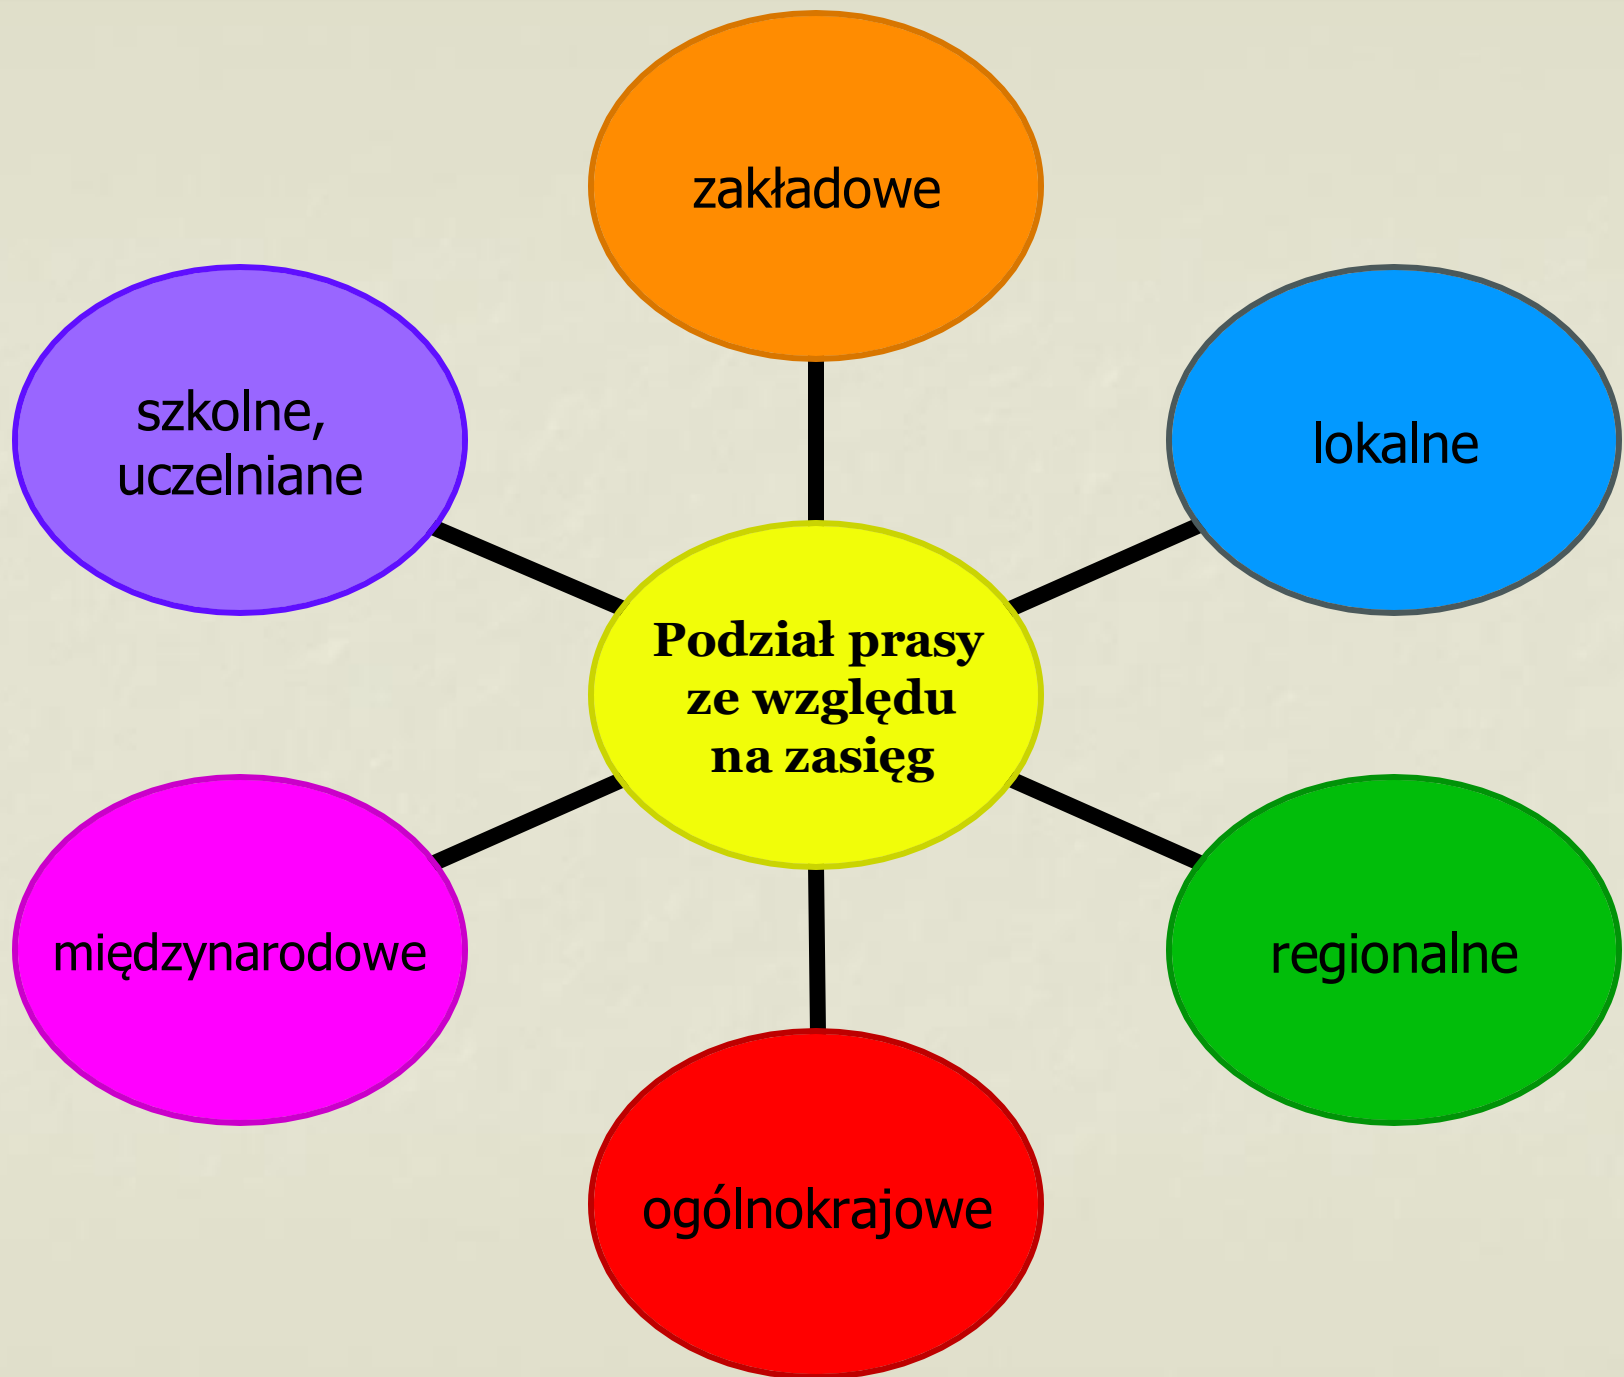 zakładowe
szkolne,
uczelniane
lokalne
Podział prasy
ze względu
na zasięg
międzynarodowe
regionalne
ogólnokrajowe